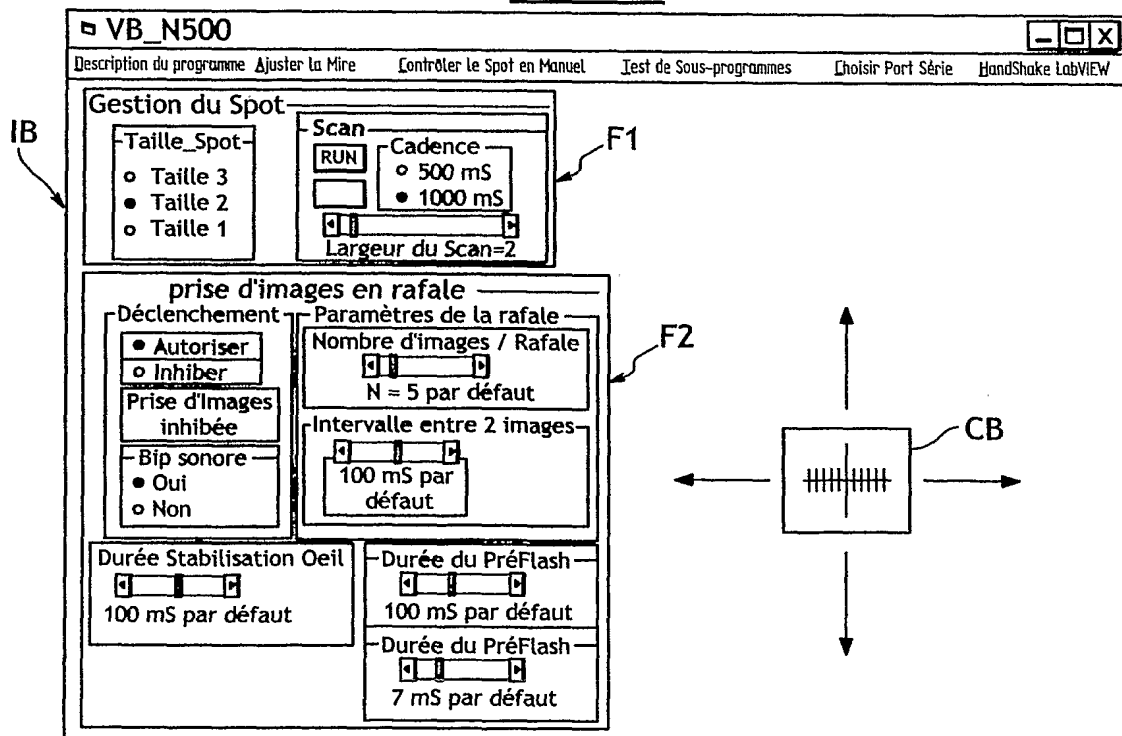 VB_N500
Description du programme Ajuster la Mire Contrôler le Spot en Manuel Test de Sous-programmes Choisir Port Série HandShake LabVIEW
IB
Gestion du Spot
Taille_Spot
Taille 3
Taille 2
Taille 1
Scan
RUN
Cadence
500 mS
1000 mS
Largeur du Scan=2
F1
prise d'images en rafale
Déclenchement
Autoriser
Inhiber
Prise d'Images
inhibée
Bip sonore
Oui
Non
Paramètres de la rafale
Nombre d'images / Rafale
N = 5 par défaut
Intervalle entre 2 images
100 mS par
défaut
F2
CB
Durée Stabilisation Oeil
100 mS par défaut
Durée du PréFlash
100 mS par défaut
Durée du PréFlash
7 mS par défaut